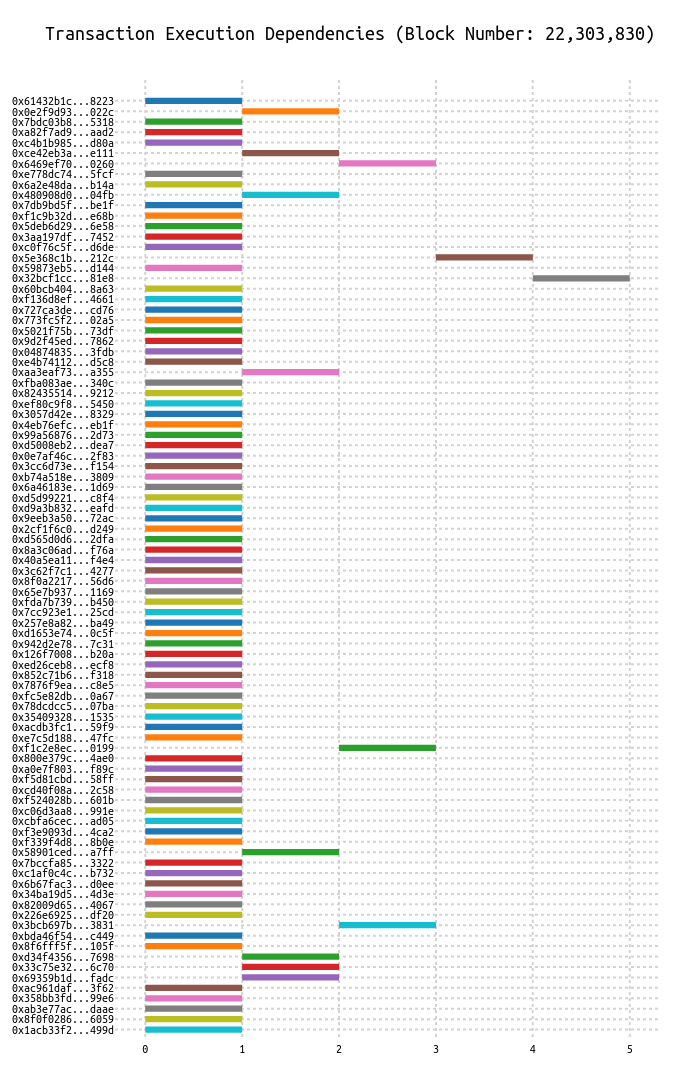 Transaction Execution Dependencies (Block Number: 22,303,830)
0x61432b1c...8223
0x0e2f9d93...022c
0x7bdc03b8...5318
0xa82f7ad9...aad2
0xc4b1b985...d80a
0xce42eb3a...e111
0x6469ef70...0260
0xe778dc74...5fcf
0x6a2e48da...b14a
0x480908d0...04fb
0x7db9bd5f...be1f
0xf1c9b32d...e68b
0x5deb6d29...6e58
0x3aa197df...7452
0xc0f76c5f...d6de
0x5e368c1b...212c
0x59873eb5...d144
0x32bcf1cc...81e8
0x60bcb404...8a63
0xf136d8ef...4661
0x727ca3de...cd76
0x773fc5f2...02a5
0x5021f75b...73df
0x9d2f45ed...7862
0x04874835...3fdb
0xe4b74112...d5c8
0xaa3eaf73...a355
0xfba083ae...340c
0x82435514...9212
0xef80c9f8...5450
0x3057d42e...8329
0x4eb76efc...eb1f
0x99a56876...2d73
0xd5008eb2...dea7
0x0e7af46c...2f83
0x3cc6d73e...f154
0xb74a518e...3809
0x6a46183e...1d69
0xd5d99221...c8f4
0xd9a3b832...eafd
0x9eeb3a50...72ac
0x2cf1f6c0...d249
0xd565d0d6...2dfa
0x8a3c06ad...f76a
0x40a5ea11...f4e4
0x3c62f7c1...4277
0x8f0a2217...56d6
0x65e7b937...1169
0xfda7b739...b450
0x7cc923e1...25cd
0x257e8a82...ba49
0xd1653e74...0c5f
0x942d2e78...7c31
0x126f7008...b20a
0xed26ceb8...ecf8
0x852c71b6...f318
0x7876f9ea...c8e5
0xfc5e82db...0a67
0x78dcdcc5...07ba
0x35409328...1535
0xacdb3fc1...59f9
0xe7c5d188...47fc
0xf1c2e8ec...0199
0x800e379c...4ae0
0xa0e7f803...f89c
0xf5d81cbd...58ff
0xcd40f08a...2c58
0xf524028b...601b
0xc06d3aa8...991e
0xcbfa6cec...ad05
0xf3e9093d...4ca2
0xf339f4d8...8b0e
0x58901ced...a7ff
0x7bccfa85...3322
0xc1af0c4c...b732
0x6b67fac3...d0ee
0x34ba19d5...4d3e
0x82009d65...4067
0x226e6925...df20
0x3bcb697b...3831
0xbda46f54...c449
0x8f6fff5f...105f
0xd34f4356...7698
0x33c75e32...6c70
0x69359b1d...fadc
0xac961daf...3f62
0x358bb3fd...99e6
0xab3e77ac...daae
0x8f0f0286...6059
0x1acb33f2...499d
0 1 2 3 4 5